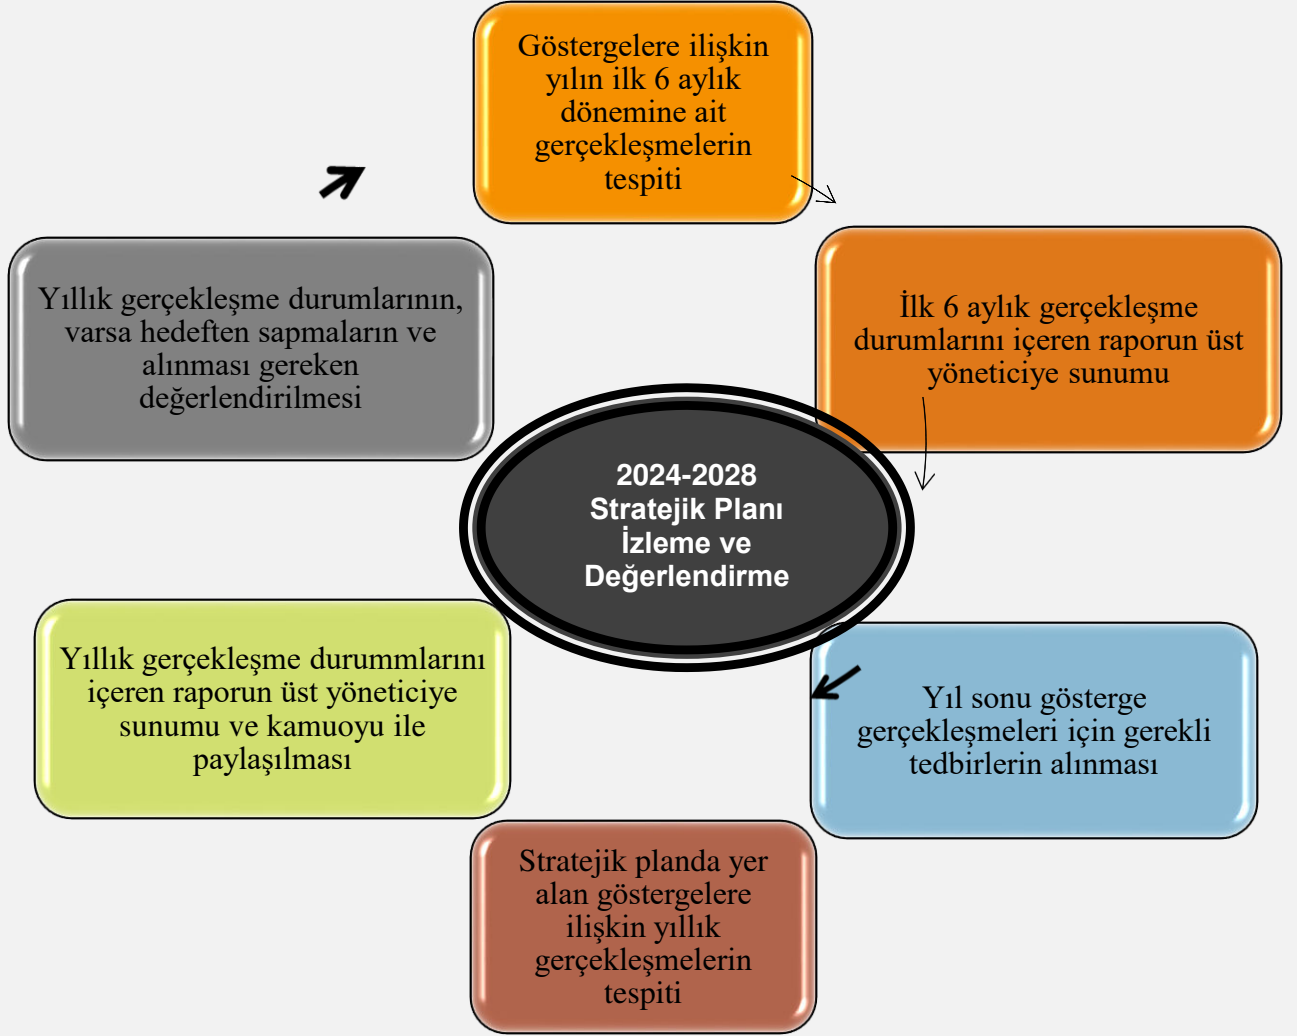 Göstergelere ilişkin
yılın ilk 6 aylık
dönemine ait
gerçekleşmelerin
tespiti
İlk 6 aylık gerçekleşme
durumlarını içeren raporun üst
yöneticiye sunumu
Yıl sonu gösterge
gerçekleşmeleri için gerekli
tedbirlerin alınması
Stratejik planda yer
alan göstergelere
ilişkin yıllık
gerçekleşmelerin
tespiti
Yıllık gerçekleşme durummlarını
içeren raporun üst yöneticiye
sunumu ve kamuoyu ile
paylaşılması
Yıllık gerçekleşme durumlarının,
varsa hedeften sapmaların ve
alınması gereken
değerlendirilmesi
2024-2028
Stratejik Planı
İzleme ve
Değerlendirme